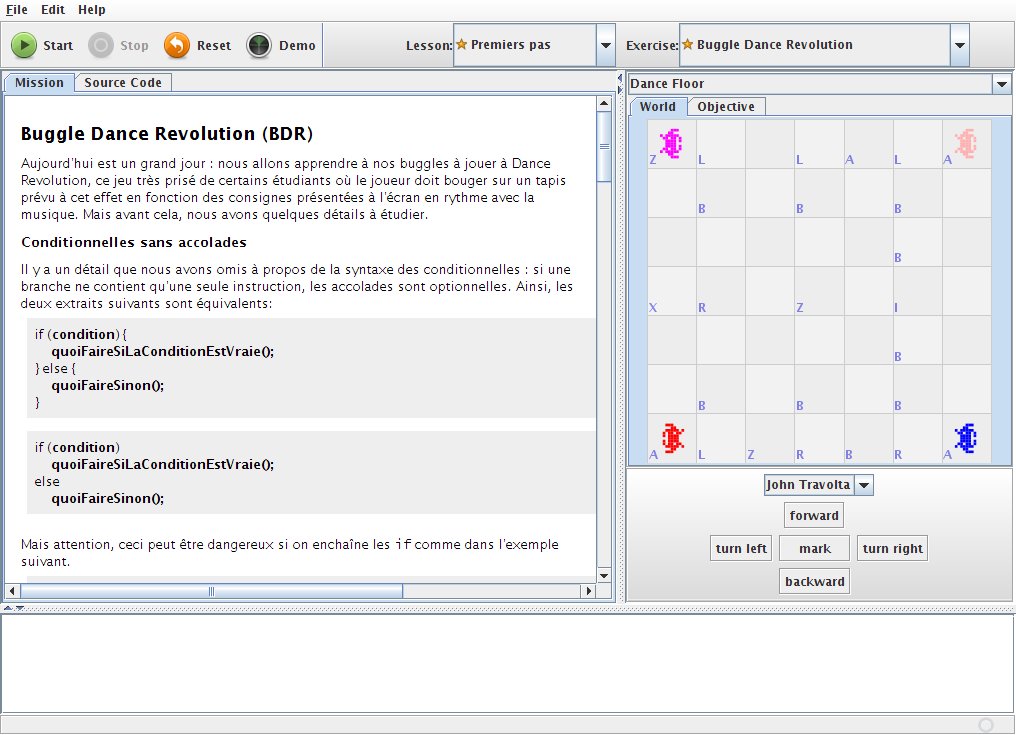 File Edit Help
Start Stop Reset Demo Lesson: Premiers pas Exercise: Buggle Dance Revolution
Mission Source Code
Buggle Dance Revolution (BDR)
Aujourd'hui est un grand jour : nous allons apprendre à nos buggles à jouer à Dance
Revolution, ce jeu très prisé de certains étudiants où le joueur doit bouger sur un tapis
prévu à cet effet en fonction des consignes présentées à l'écran en rythme avec la
musique. Mais avant cela, nous avons quelques détails à étudier.
Conditionnelles sans accolades
Il y a un détail que nous avons omis à propos de la syntaxe des conditionnelles : si une
branche ne contient qu'une seule instruction, les accolades sont optionnelles. Ainsi, les
deux extraits suivants sont équivalents:
if (condition) {
quoiFaireSiLaConditionEstVraie();
} else {
quoiFaireSinon();
}
if (condition)
quoiFaireSiLaConditionEstVraie();
else
quoiFaireSinon();
Mais attention, ceci peut être dangereux si on enchaîne les if comme dans l'exemple
suivant.
Dance Floor
World Objective
Z L L A L A
B B B
B
X R Z I
B
B B B
A L Z R B R A
John Travolta
forward
turn left mark turn right
backward